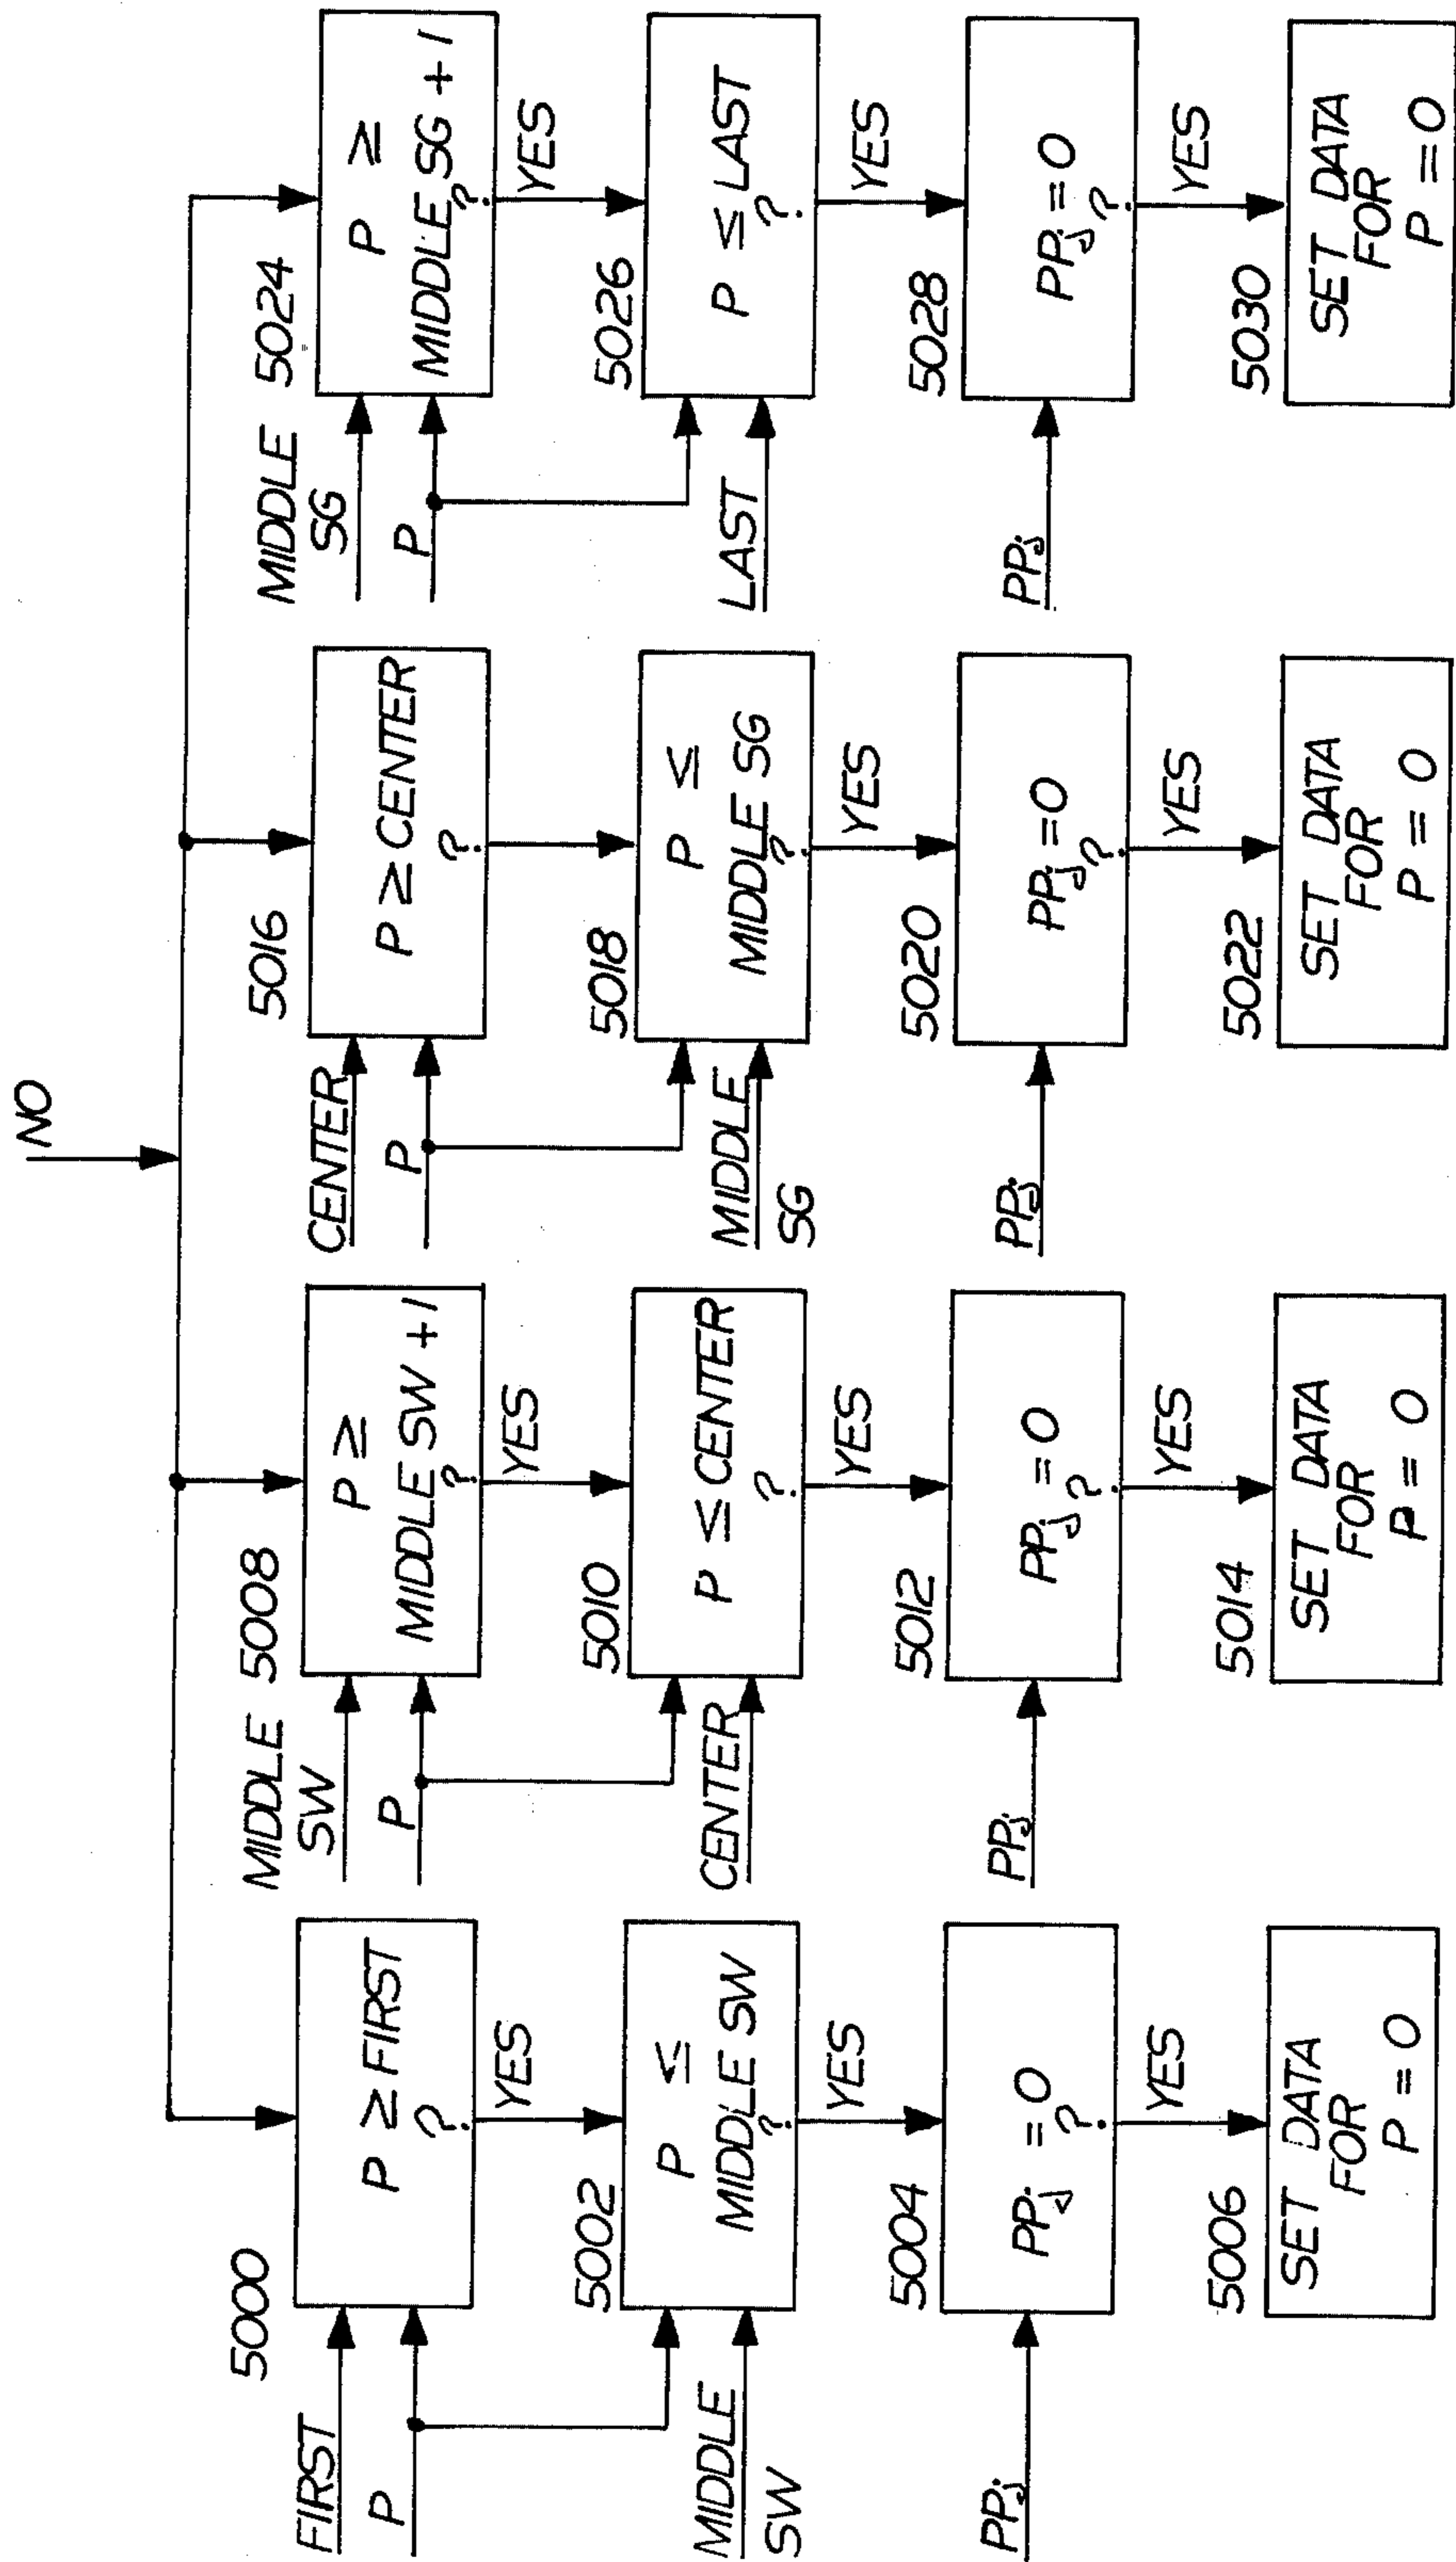 NO
FIRST
P
5000
P ≥ FIRST
?
YES
MIDDLE
SW
5002
P ≤
MIDDLE SW
?
YES
PPj
5004
PPj = 0
?
YES
5006
SET DATA
FOR
P = 0
MIDDLE
SW
P
5008
P ≥
MIDDLE SW + 1
?
YES
CENTER
5010
P ≤ CENTER
?
YES
PPj
5012
PPj = 0
?
YES
5014
SET DATA
FOR
P = 0
CENTER
P
5016
P ≥ CENTER
?
MIDDLE
SG
5018
P ≤
MIDDLE SG
?
YES
PPj
5020
PPj = 0
?
YES
5022
SET DATA
FOR
P = 0
MIDDLE
SG
P
5024
P ≥
MIDDLE SG + 1
?
YES
LAST
5026
P ≤ LAST
?
YES
PPj
5028
PPj = 0
?
YES
5030
SET DATA
FOR
P = 0